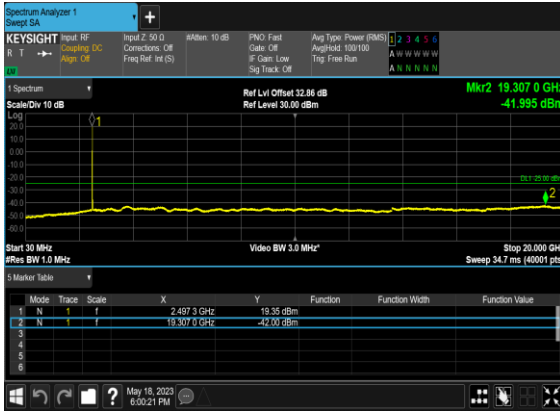 Spectrum Analyzer 1
Swept SA
KEYSIGHT Input: RF Input Z: 50 Ω #Atten: 10 dB PNO: Fast Avg Type: Power (RMS) 1 2 3 4 5 6
R T Coupling: DC Corrections: Off Gate: Off Avg|Hold: 100/100 A W W W W W
Align: Off Freq Ref: Int (S) IF Gain: Low Trig: Free Run
Sig Track: Off A N N N N N
1 Spectrum Ref Lvl Offset 32.86 dB Mkr2 19.307 0 GHz
Scale/Div 10 dB Ref Level 30.00 dBm -41.995 dBm
Log
1
20.0
10.0
0.00
-10.0
-20.0
DL1 -25.00 dBm
-30.0
2
-40.0
-50.0
-60.0
Start 30 MHz Video BW 3.0 MHz* Stop 20.000 GHz
#Res BW 1.0 MHz Sweep 34.7 ms (40001 pts)
5 Marker Table
Mode Trace Scale X Y Function Function Width Function Value
1 N 1 f 2.497 3 GHz 19.35 dBm
2 N 1 f 19.307 0 GHz -42.00 dBm
3
4
5
6
? May 18, 2023
6:00:21 PM